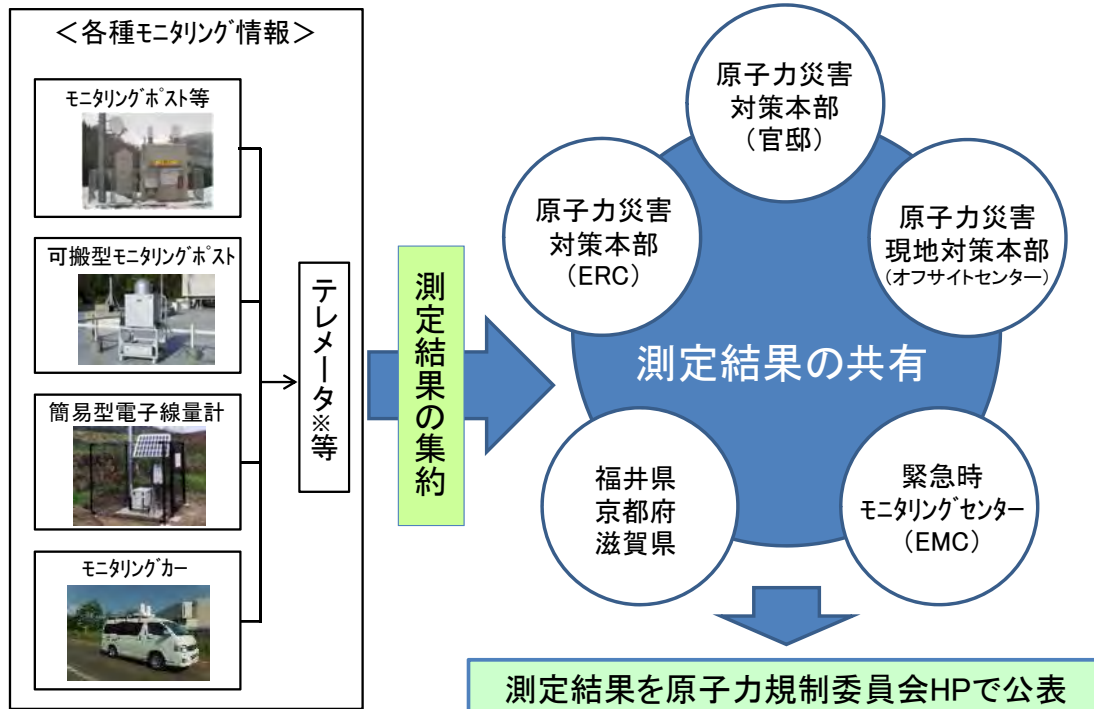 ＜各種ﾓﾆﾀﾘﾝｸﾞ情報＞
ﾓﾆﾀﾘﾝｸﾞﾎﾟｽﾄ等
可搬型ﾓﾆﾀﾘﾝｸﾞﾎﾟｽﾄ
簡易型電子線量計
ﾓﾆﾀﾘﾝｸﾞｶｰ
テレメータ※等
測定結果の集約
原子力災害
対策本部
（官邸）
原子力災害
対策本部
（ERC）
原子力災害
現地対策本部
（オフサイトセンター）
測定結果の共有
福井県
京都府
滋賀県
緊急時
ﾓﾆﾀﾘﾝｸﾞｾﾝﾀｰ
（EMC）
測定結果を原子力規制委員会HPで公表